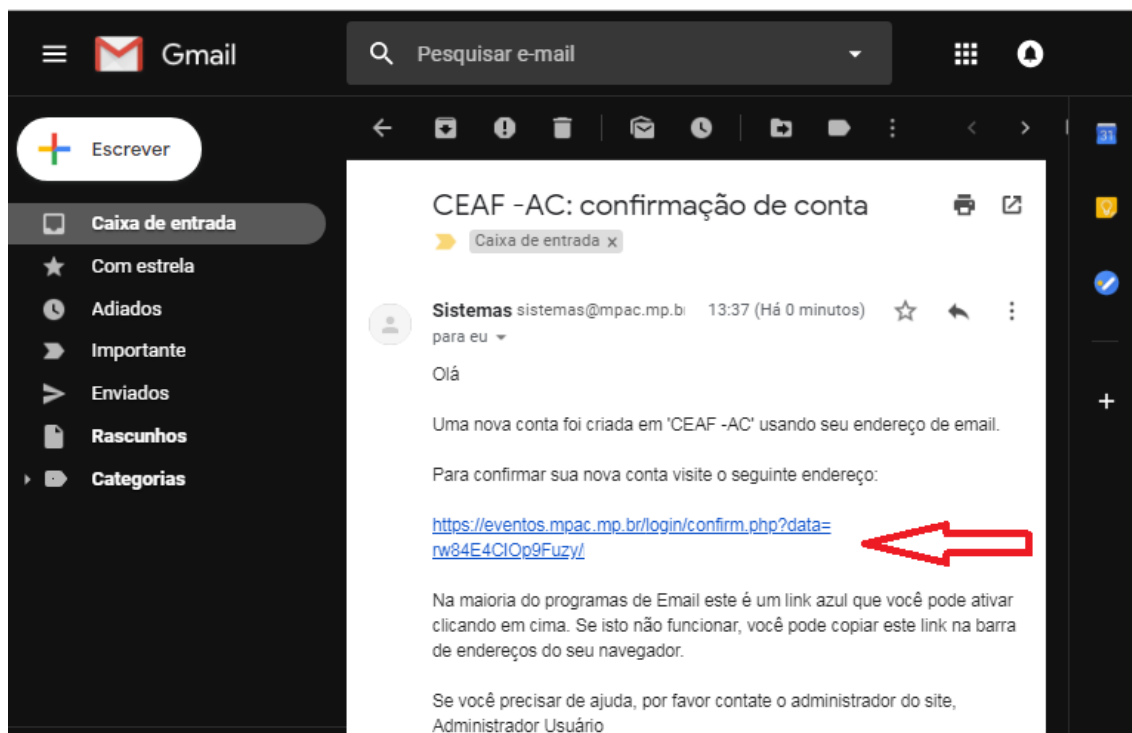 Gmail
Pesquisar e-mail
Escrever
31
Caixa de entrada
Com estrela
Adiados
Importante
Enviados
Rascunhos
Categorias
CEAF -AC: confirmação de conta
Caixa de entrada x
Sistemas sistemas@mpac.mp.br 13:37 (Há 0 minutos)
para eu
Olá
Uma nova conta foi criada em 'CEAF -AC' usando seu endereço de email.
Para confirmar sua nova conta visite o seguinte endereço:
https://eventos.mpac.mp.br/login/confirm.php?data=
rw84E4ClOp9Fuzy/
Na maioria do programas de Email este é um link azul que você pode ativar
clicando em cima. Se isto não funcionar, você pode copiar este link na barra
de endereços do seu navegador.
Se você precisar de ajuda, por favor contate o administrador do site,
Administrador Usuário